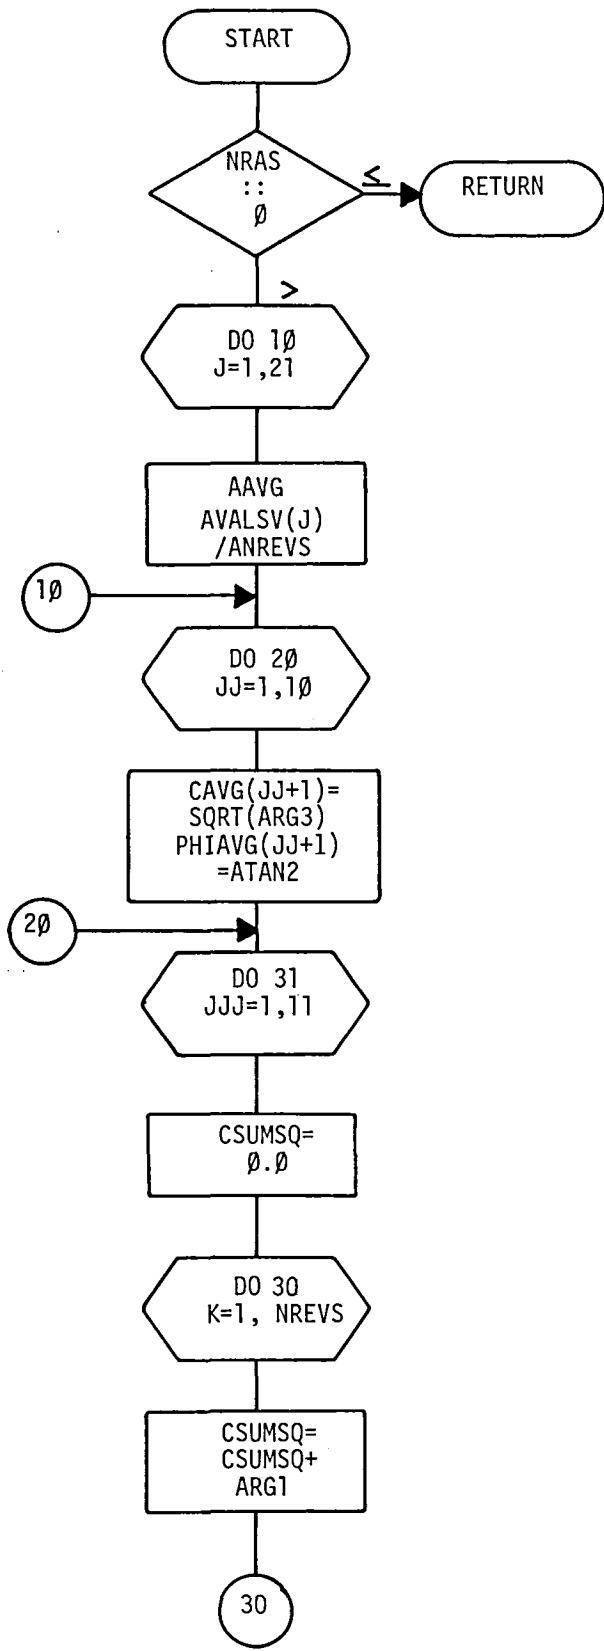 START
NRAS
::
Ø
≤
RETURN
>
DO 1Ø
J=1,21
AAVG
AVALSV(J)
/ANREVS
1Ø
DO 2Ø
JJ=1,1Ø
CAVG(JJ+1)=
SQRT(ARG3)
PHIAVG(JJ+1)
=ATAN2
2Ø
DO 31
JJJ=1,11
CSUMSQ=
Ø.Ø
DO 30
K=1, NREVS
CSUMSQ=
CSUMSQ+
ARG1
30